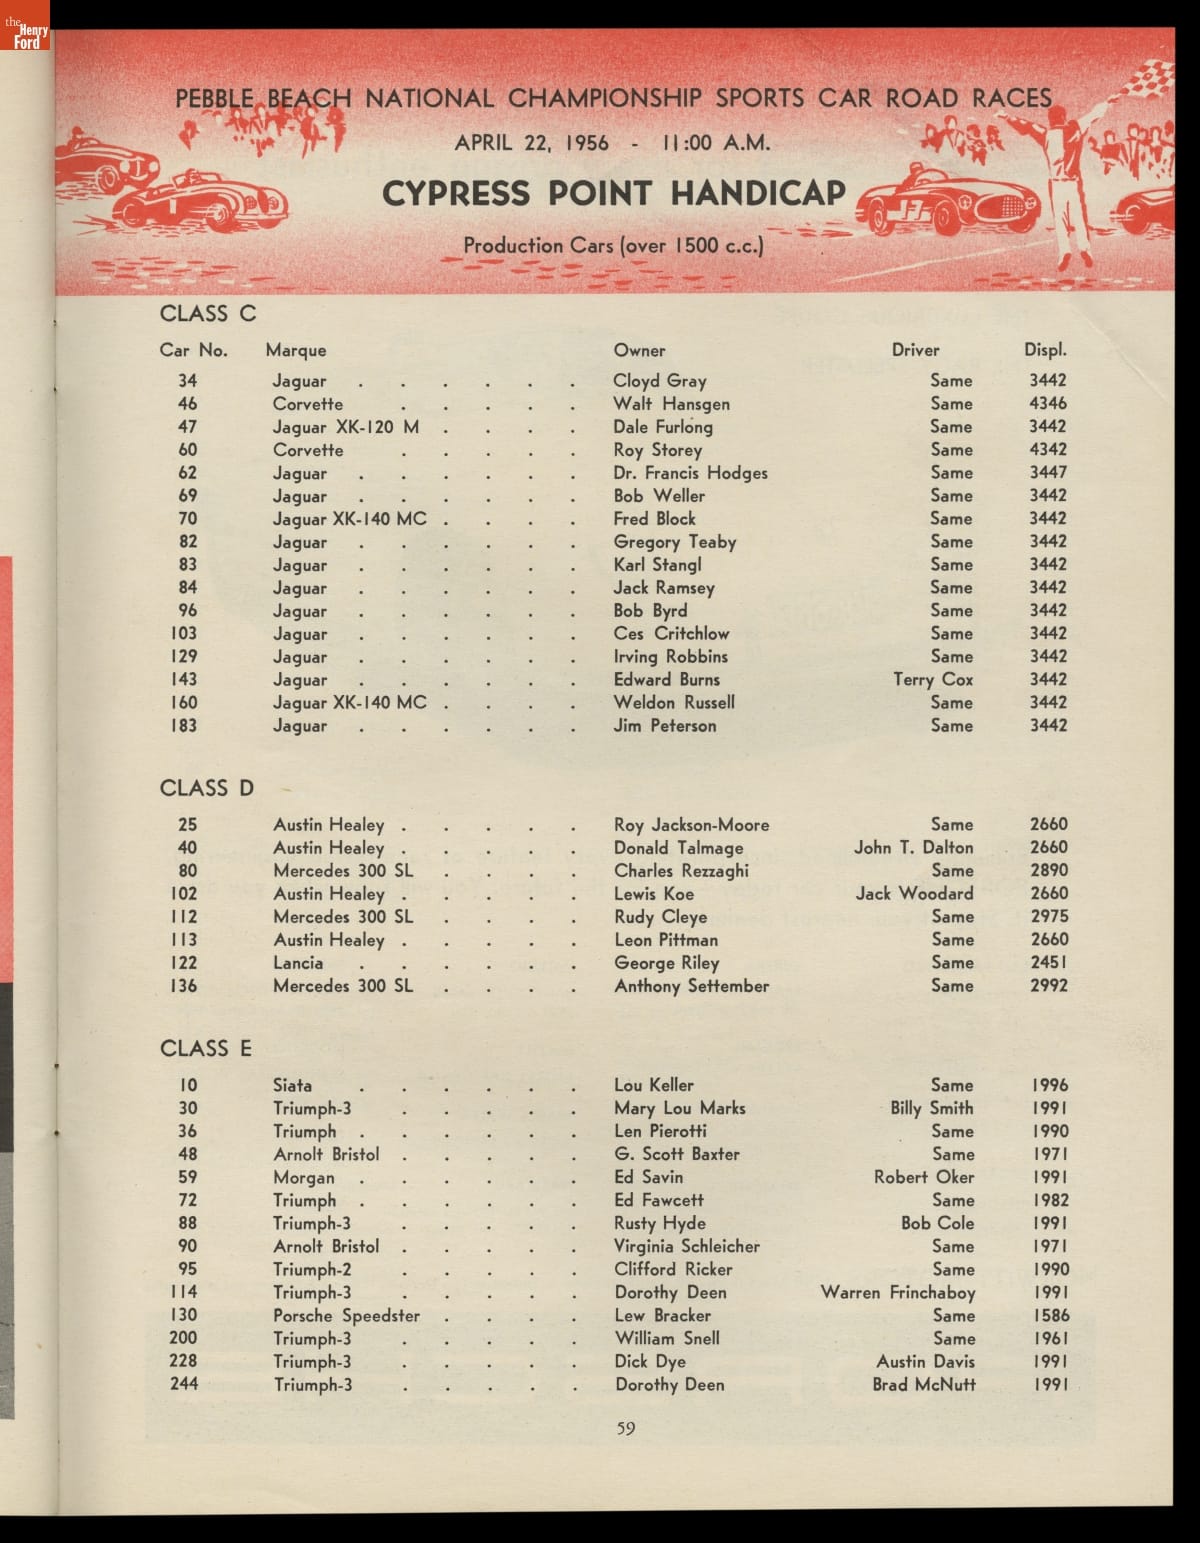 the
Henry
Ford
PEBBLE BEACH NATIONAL CHAMPIONSHIP SPORTS CAR ROAD RACES
APRIL 22, 1956 - 11:00 A.M.
CYPRESS POINT HANDICAP
Production Cars (over 1500 c.c.)
17
CLASS C
Car No. Marque Owner Driver Displ.
34 Jaguar . . . . . . Cloyd Gray Same 3442
46 Corvette . . . . . Walt Hansgen Same 4346
47 Jaguar XK-120 M . . . . Dale Furlong Same 3442
60 Corvette . . . . . Roy Storey Same 4342
62 Jaguar . . . . . . Dr. Francis Hodges Same 3447
69 Jaguar . . . . . . Bob Weller Same 3442
70 Jaguar XK-140 MC . . . . Fred Block Same 3442
82 Jaguar . . . . . . Gregory Teaby Same 3442
83 Jaguar . . . . . . Karl Stangl Same 3442
84 Jaguar . . . . . . Jack Ramsey Same 3442
96 Jaguar . . . . . . Bob Byrd Same 3442
103 Jaguar . . . . . . Ces Critchlow Same 3442
129 Jaguar . . . . . . Irving Robbins Same 3442
143 Jaguar . . . . . . Edward Burns Terry Cox 3442
160 Jaguar XK-140 MC . . . . Weldon Russell Same 3442
183 Jaguar . . . . . . Jim Peterson Same 3442
CLASS D
25 Austin Healey . . . . . Roy Jackson-Moore Same 2660
40 Austin Healey . . . . . Donald Talmage John T. Dalton 2660
80 Mercedes 300 SL . . . . Charles Rezzaghi Same 2890
102 Austin Healey . . . . . Lewis Koe Jack Woodard 2660
112 Mercedes 300 SL . . . . Rudy Cleye Same 2975
113 Austin Healey . . . . . Leon Pittman Same 2660
122 Lancia . . . . . . George Riley Same 2451
136 Mercedes 300 SL . . . . Anthony Settember Same 2992
CLASS E
10 Siata . . . . . . Lou Keller Same 1996
30 Triumph-3 . . . . . Mary Lou Marks Billy Smith 1991
36 Triumph . . . . . . Len Pierotti Same 1990
48 Arnolt Bristol . . . . . G. Scott Baxter Same 1971
59 Morgan . . . . . . Ed Savin Robert Oker 1991
72 Triumph . . . . . . Ed Fawcett Same 1982
88 Triumph-3 . . . . . Rusty Hyde Bob Cole 1991
90 Arnolt Bristol . . . . . Virginia Schleicher Same 1971
95 Triumph-2 . . . . . Clifford Ricker Same 1990
114 Triumph-3 . . . . . Dorothy Deen Warren Frinchaboy 1991
130 Porsche Speedster . . . . Lew Bracker Same 1586
200 Triumph-3 . . . . . William Snell Same 1961
228 Triumph-3 . . . . . Dick Dye Austin Davis 1991
244 Triumph-3 . . . . . Dorothy Deen Brad McNutt 1991
59